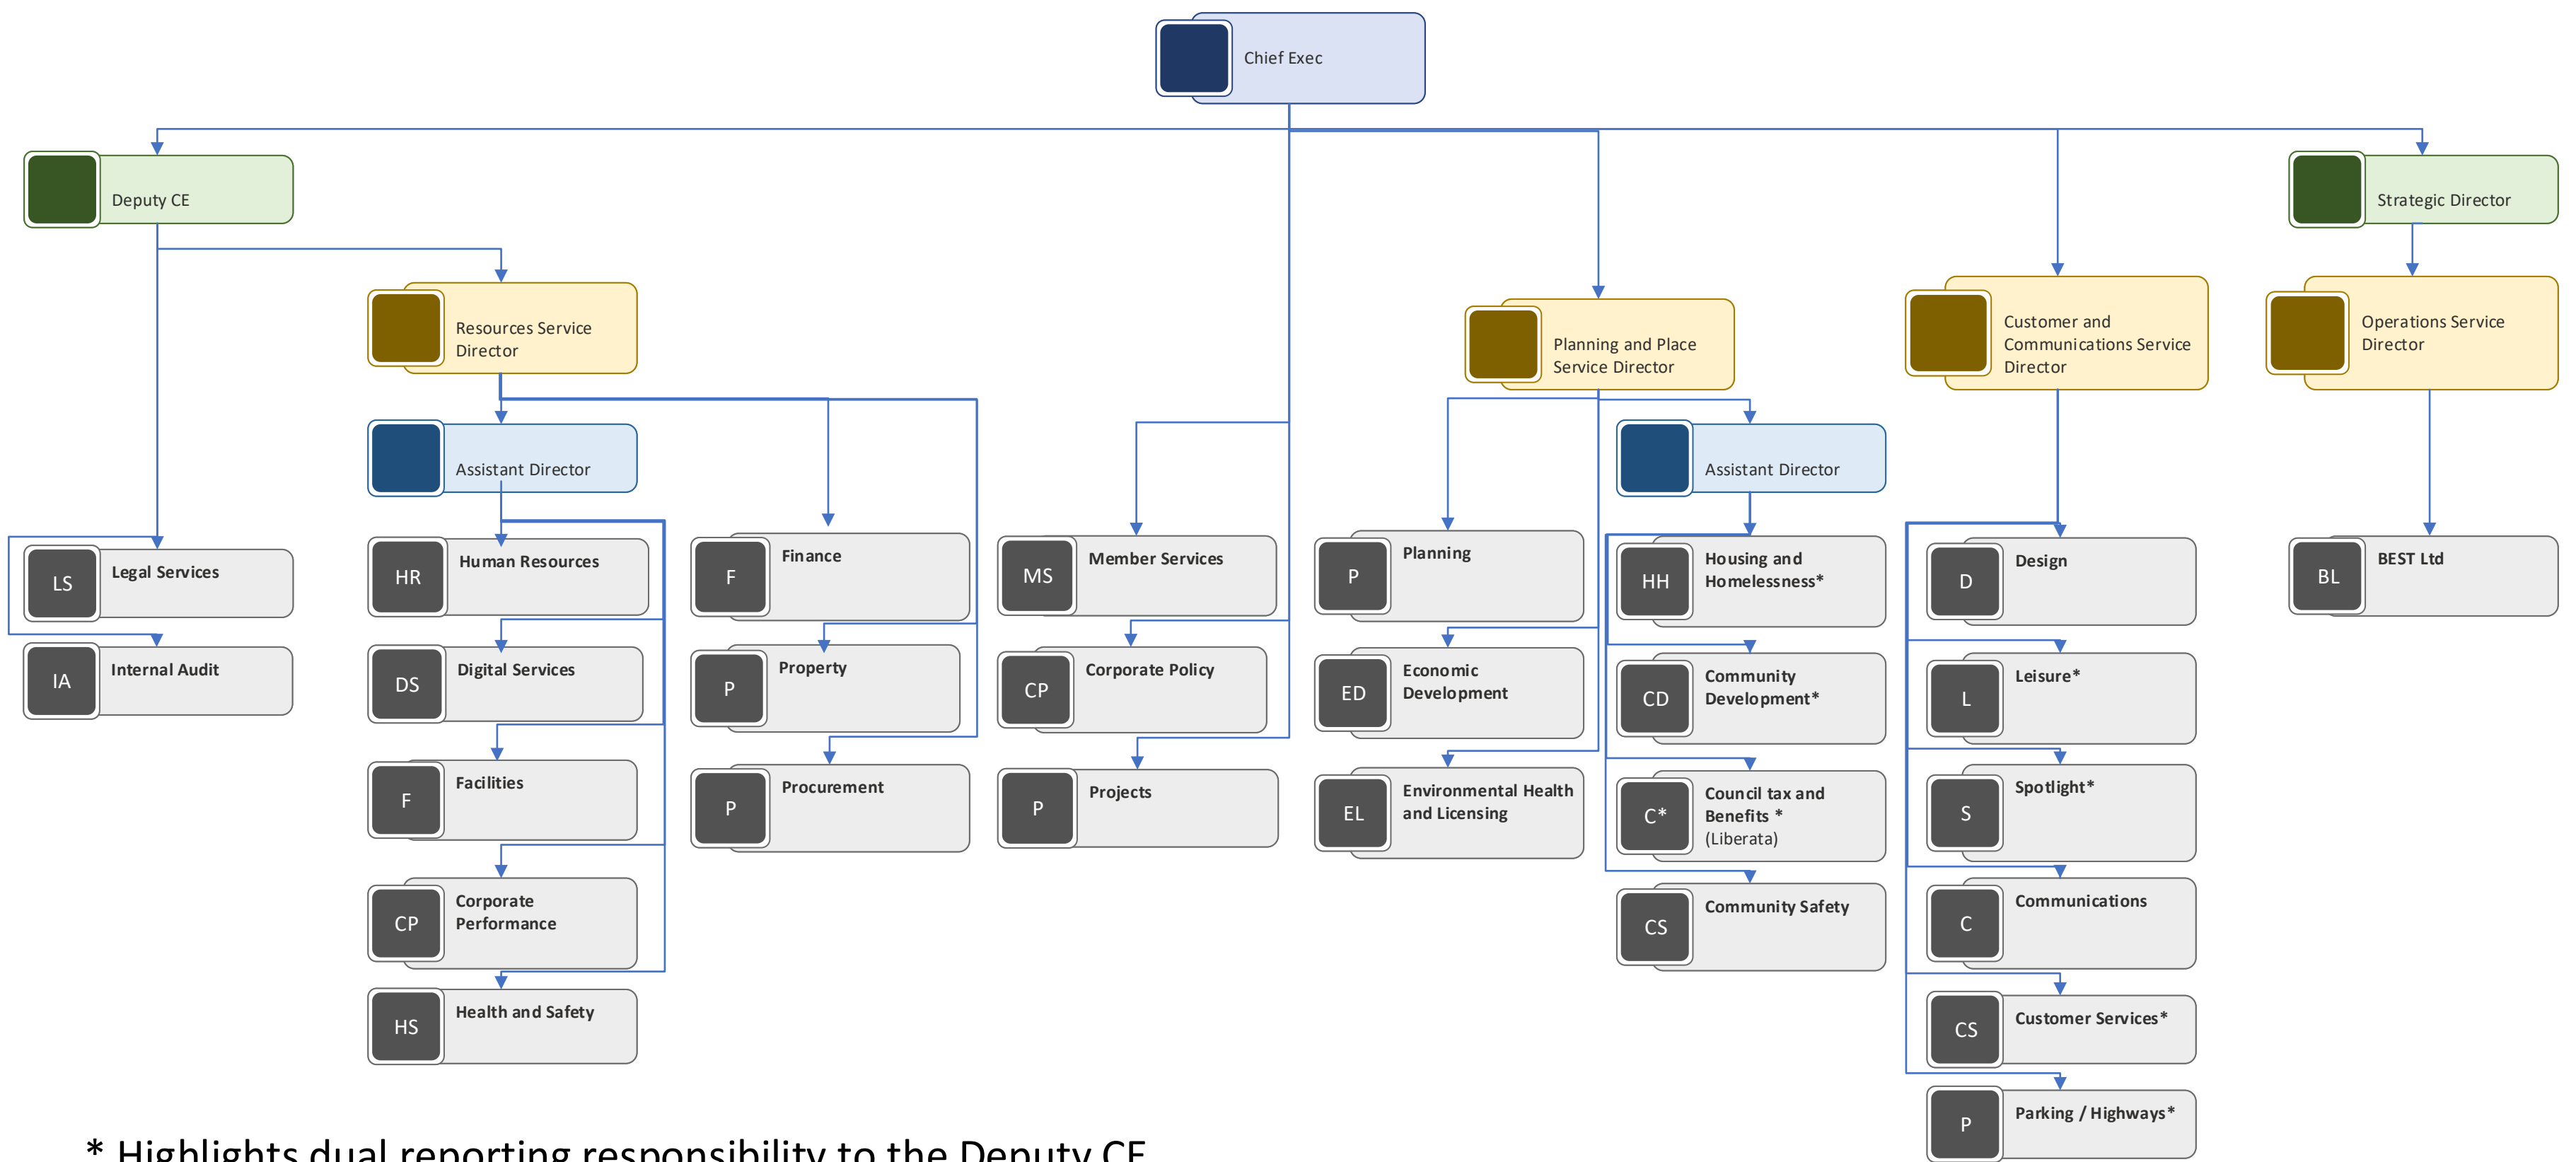 Chief Exec
Deputy CE
Strategic Director
Resources Service
Director
Planning and Place
Service Director
Customer and
Communications Service
Director
Operations Service
Director
Assistant Director
Assistant Director
LS
Legal Services
IA
Internal Audit
HR
Human Resources
DS
Digital Services
F
Facilities
CP
Corporate
Performance
HS
Health and Safety
F
Finance
P
Property
P
Procurement
MS
Member Services
CP
Corporate Policy
P
Projects
P
Planning
ED
Economic
Development
EL
Environmental Health
and Licensing
HH
Housing and
Homelessness*
CD
Community
Development*
C*
Council tax and
Benefits *
(Liberata)
CS
Community Safety
D
Design
L
Leisure*
S
Spotlight*
C
Communications
CS
Customer Services*
P
Parking / Highways*
BL
BEST Ltd
* Highlights dual reporting responsibility to the Deputy CE